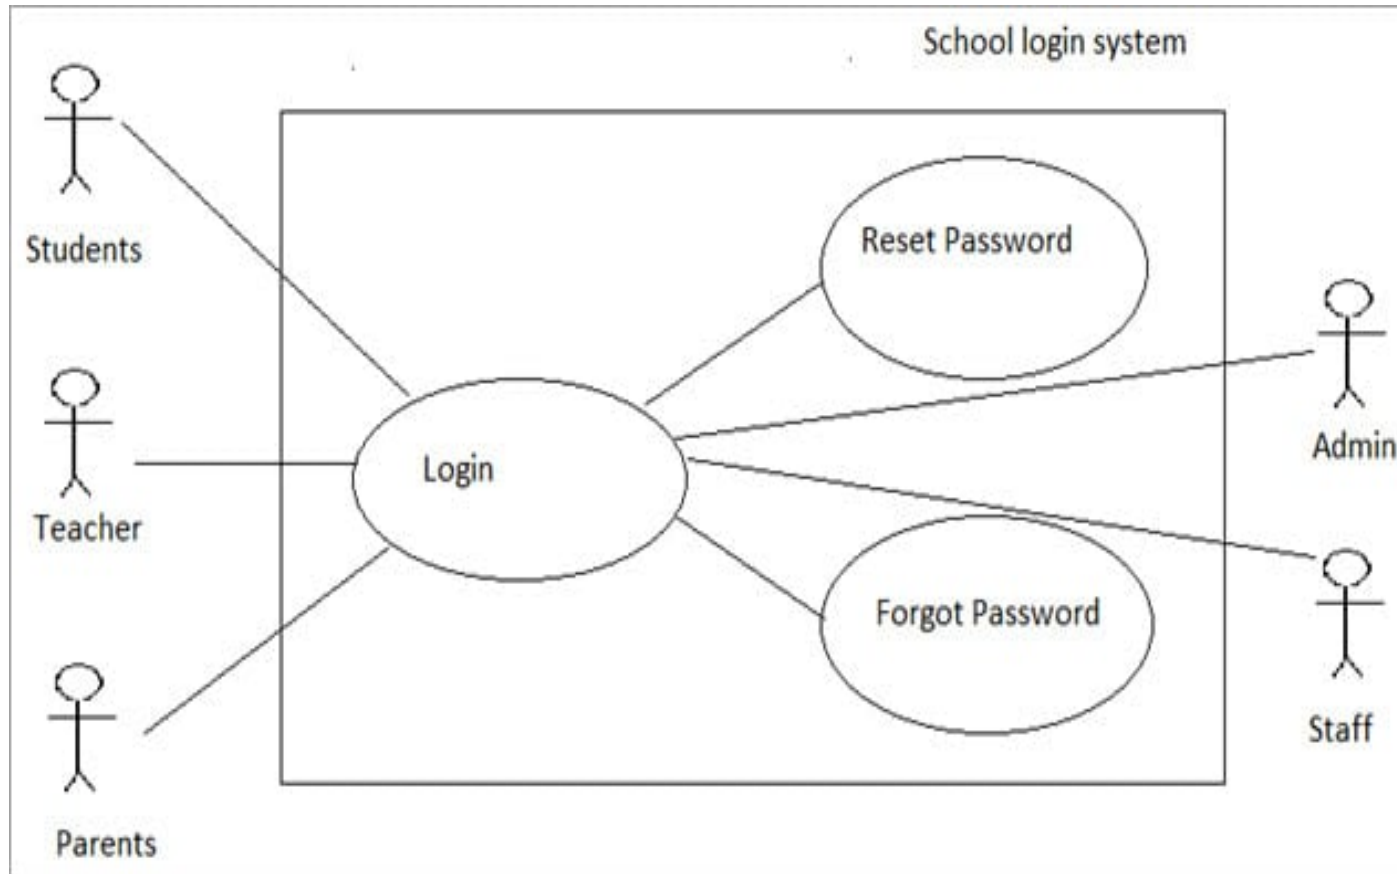 School login system
Students
Reset Password
Admin
Login
Teacher
Forgot Password
Staff
Parents